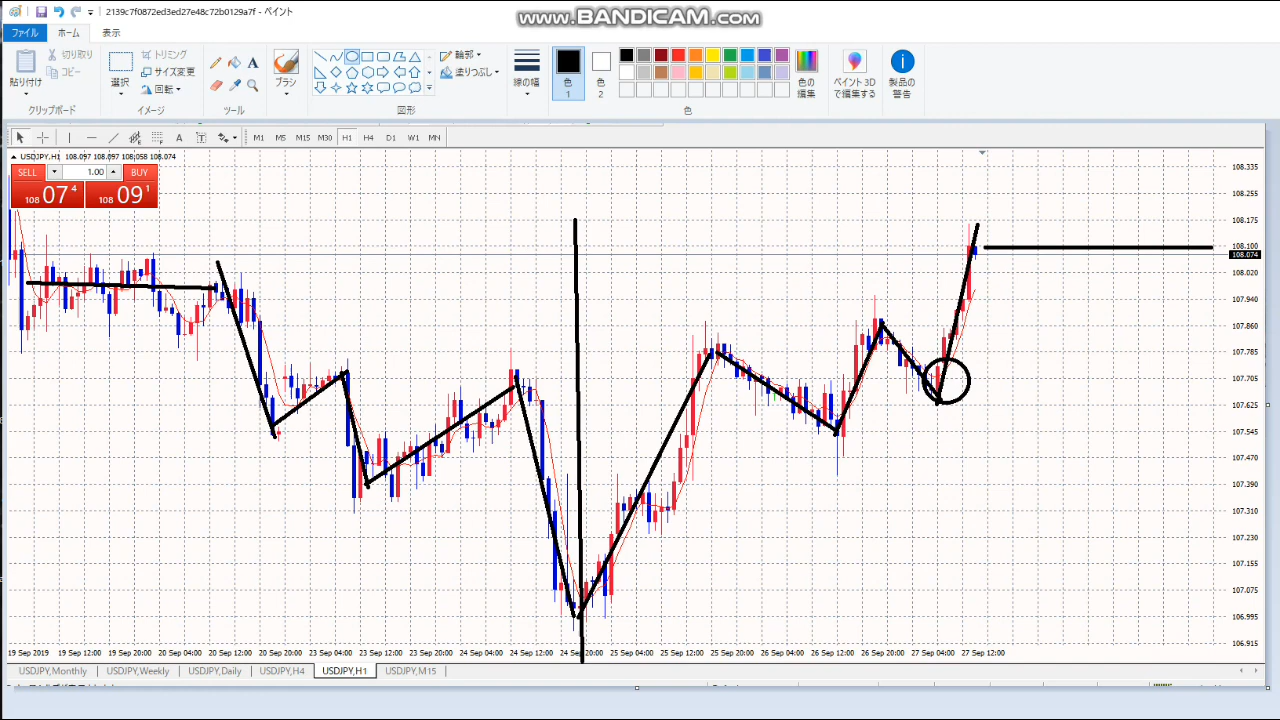 2139c7f0872ed3ed27e48c72b0129a7f - ペイント
www.BANDICAM.com
ファイル ホーム 表示
貼り付け 切り取り コピー
選択 トリミング サイズ変更 回転
ブラシ
輪郭 塗りつぶし
線の幅 色 1 色 2 色の編集 ペイント 3D で編集する 製品の警告
クリップボード イメージ ツール 図形 色
A T M1 M5 M15 M30 H1 H4 D1 W1 MN
USDJPY,H1 108.097 108.097 108.058 108.074
SELL 1.00 BUY
108 07 4 108 09 1
108.335
108.255
108.175
108.100
108.074
108.020
107.940
107.860
107.785
107.705
107.625
107.545
107.470
107.390
107.310
107.230
107.155
107.075
106.995
106.915
19 Sep 2019 19 Sep 12:00 19 Sep 20:00 20 Sep 04:00 20 Sep 12:00 20 Sep 20:00 23 Sep 04:00 23 Sep 12:00 23 Sep 20:00 24 Sep 04:00 24 Sep 12:00 24 Sep 20:00 25 Sep 04:00 25 Sep 12:00 25 Sep 20:00 26 Sep 04:00 26 Sep 12:00 26 Sep 20:00 27 Sep 04:00 27 Sep 12:00
USDJPY,Monthly USDJPY,Weekly USDJPY,Daily USDJPY,H4 USDJPY,H1 USDJPY,M15